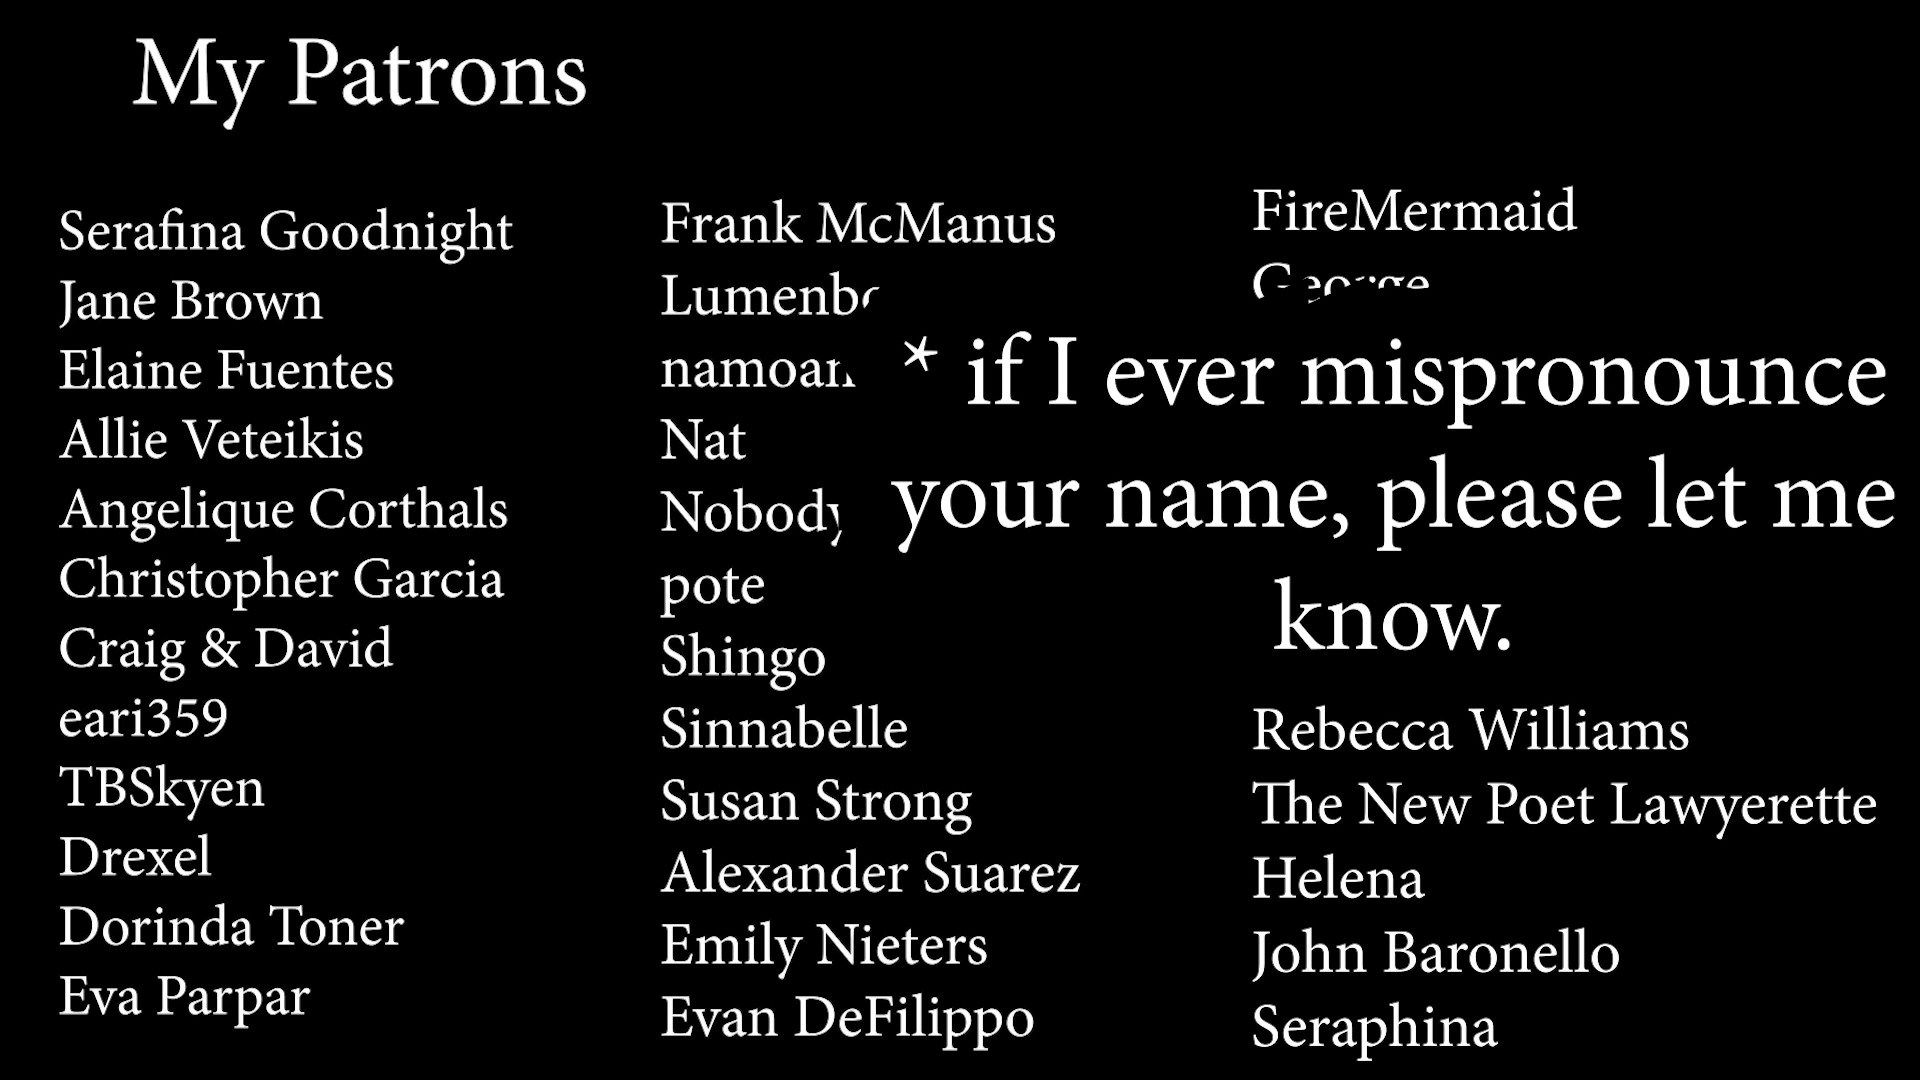 My Patrons
Serafina Goodnight
Jane Brown
Elaine Fuentes
Allie Veteikis
Angelique Corthals
Christopher Garcia
Craig & David
eari359
TBSkyen
Drexel
Dorinda Toner
Eva Parpar
Frank McManus
Nat
Nobody
pote
Shingo
Sinnabelle
Susan Strong
Alexander Suarez
Emily Nieters
Evan DeFilippo
FireMermaid
George
* if I ever mispronounce
your name, please let me
know.
Rebecca Williams
The New Poet Lawyerette
Helena
John Baronello
Seraphina